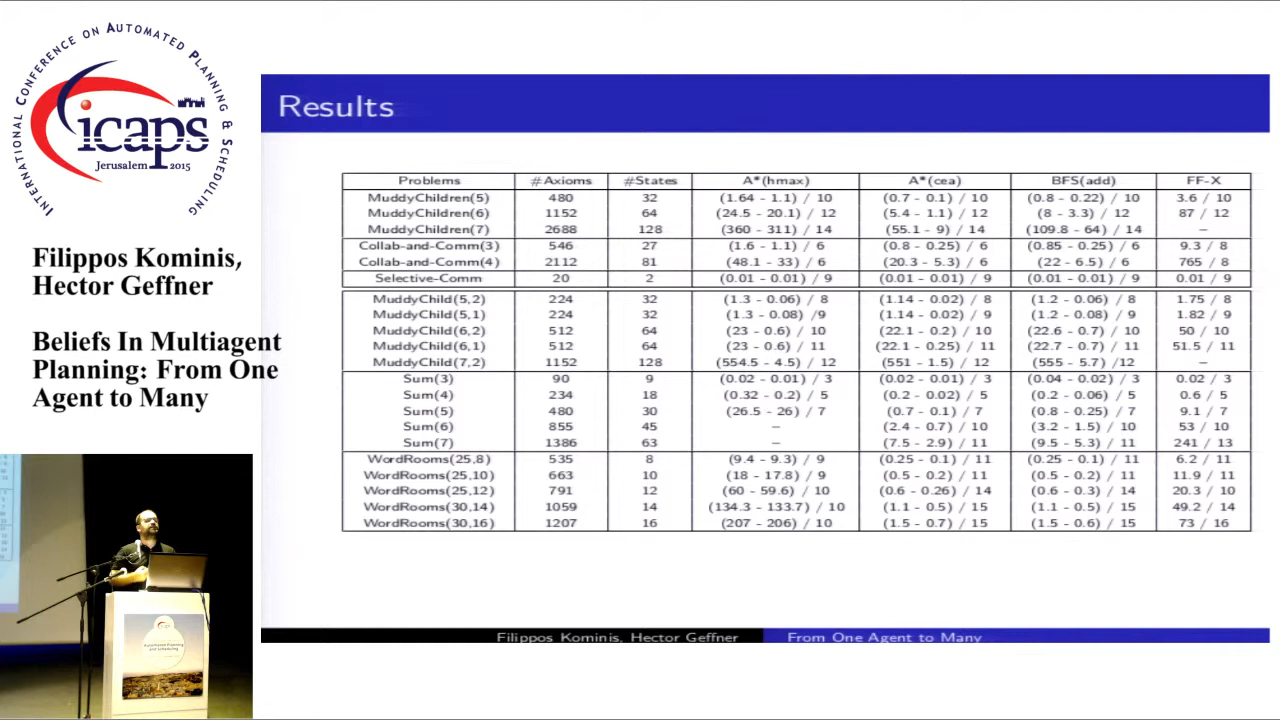 INTERNATIONAL CONFERENCE ON AUTOMATED PLANNING & SCHEDULING
icaps
Jerusalem 2015
Filippos Kominis,
Hector Geffner
Beliefs In Multiagent
Planning: From One
Agent to Many
Results
Problems #Axioms #States A*(hmax) A*(cea) BFS(add) FF-X
MuddyChildren(5) 480 32 (1.64 - 1.1) / 10 (0.7 - 0.1) / 10 (0.8 - 0.22) / 10 3.6 / 10
MuddyChildren(6) 1152 64 (24.5 - 20.1) / 12 (5.4 - 1.1) / 12 (8 - 3.3) / 12 87 / 12
MuddyChildren(7) 2688 128 (360 - 311) / 14 (55.1 - 9) / 14 (109.8 - 64) / 14 –
Collab-and-Comm(3) 546 27 (1.6 - 1.1) / 6 (0.8 - 0.25) / 6 (0.85 - 0.25) / 6 9.3 / 8
Collab-and-Comm(4) 2112 81 (48.1 - 33) / 6 (20.3 - 5.3) / 6 (22 - 6.5) / 6 765 / 8
Selective-Comm 20 2 (0.01 - 0.01) / 9 (0.01 - 0.01) / 9 (0.01 - 0.01) / 9 0.01 / 9
MuddyChild(5,2) 224 32 (1.3 - 0.06) / 8 (1.14 - 0.02) / 8 (1.2 - 0.06) / 8 1.75 / 8
MuddyChild(5,1) 224 32 (1.3 - 0.08) /9 (1.14 - 0.02) / 9 (1.2 - 0.08) / 9 1.82 / 9
MuddyChild(6,2) 512 64 (23 - 0.6) / 10 (22.1 - 0.2) / 10 (22.6 - 0.7) / 10 50 / 10
MuddyChild(6,1) 512 64 (23 - 0.6) / 11 (22.1 - 0.25) / 11 (22.7 - 0.7) / 11 51.5 / 11
MuddyChild(7,2) 1152 128 (554.5 - 4.5) / 12 (551 - 1.5) / 12 (555 - 5.7) /12 –
Sum(3) 90 9 (0.02 - 0.01) / 3 (0.02 - 0.01) / 3 (0.04 - 0.02) / 3 0.02 / 3
Sum(4) 234 18 (0.32 - 0.2) / 5 (0.2 - 0.02) / 5 (0.2 - 0.06) / 5 0.6 / 5
Sum(5) 480 30 (26.5 - 26) / 7 (0.7 - 0.1) / 7 (0.8 - 0.25) / 7 9.1 / 7
Sum(6) 855 45 – (2.4 - 0.7) / 10 (3.2 - 1.5) / 10 53 / 10
Sum(7) 1386 63 – (7.5 - 2.9) / 11 (9.5 - 5.3) / 11 241 / 13
WordRooms(25,8) 535 8 (9.4 - 9.3) / 9 (0.25 - 0.1) / 11 (0.25 - 0.1) / 11 6.2 / 11
WordRooms(25,10) 663 10 (18 - 17.8) / 9 (0.5 - 0.2) / 11 (0.5 - 0.2) / 11 11.9 / 11
WordRooms(25,12) 791 12 (60 - 59.6) / 10 (0.6 - 0.26) / 14 (0.6 - 0.3) / 14 20.3 / 10
WordRooms(30,14) 1059 14 (134.3 - 133.7) / 10 (1.1 - 0.5) / 15 (1.1 - 0.5) / 15 49.2 / 14
WordRooms(30,16) 1207 16 (207 - 206) / 10 (1.5 - 0.7) / 15 (1.5 - 0.6) / 15 73 / 16
Filippos Kominis, Hector Geffner From One Agent to Many
Automated Planning
and Scheduling